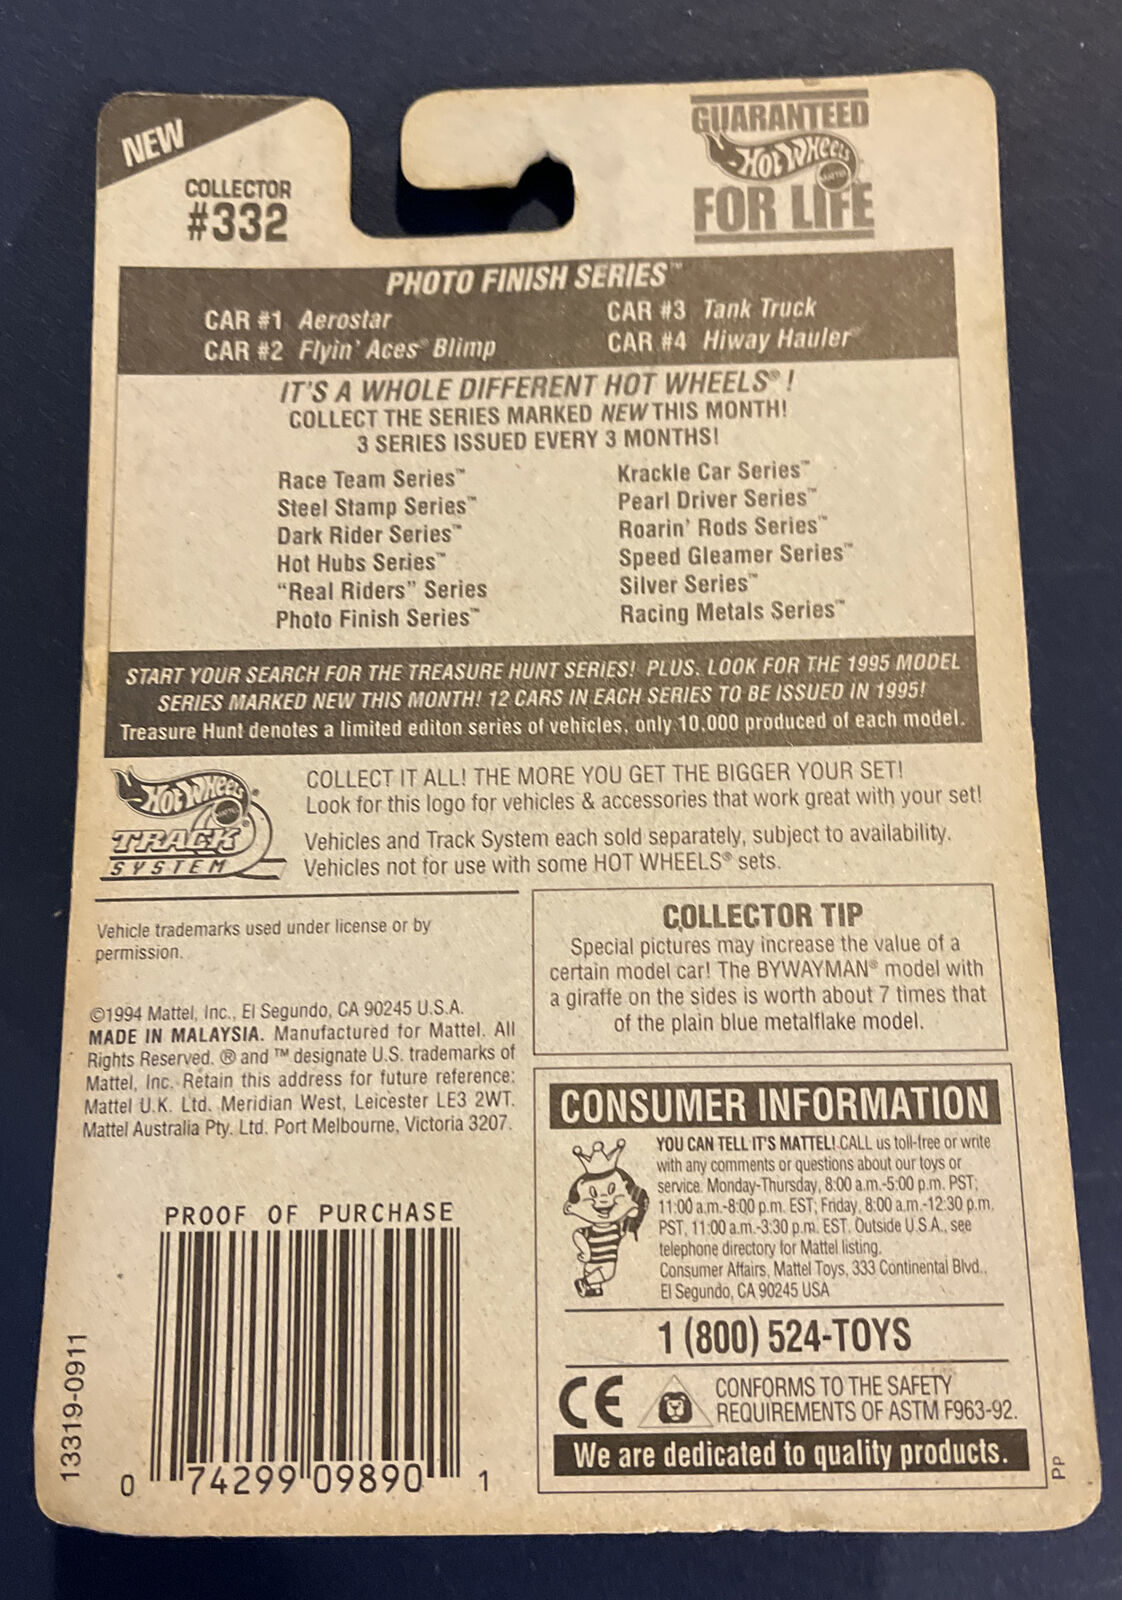 NEW
COLLECTOR
#332
GUARANTEED
HOT WHEELS
MATTEL
FOR LIFE
PHOTO FINISH SERIES™
CAR #1 Aerostar
CAR #2 Flyin' Aces® Blimp
CAR #3 Tank Truck
CAR #4 Hiway Hauler®
IT'S A WHOLE DIFFERENT HOT WHEELS® !
COLLECT THE SERIES MARKED NEW THIS MONTH!
3 SERIES ISSUED EVERY 3 MONTHS!
Race Team Series™
Steel Stamp Series™
Dark Rider Series™
Hot Hubs Series™
"Real Riders" Series
Photo Finish Series™
Krackle Car Series™
Pearl Driver Series™
Roarin' Rods Series™
Speed Gleamer Series™
Silver Series™
Racing Metals Series™
START YOUR SEARCH FOR THE TREASURE HUNT SERIES! PLUS. LOOK FOR THE 1995 MODEL
SERIES MARKED NEW THIS MONTH! 12 CARS IN EACH SERIES TO BE ISSUED IN 1995!
Treasure Hunt denotes a limited editon series of vehicles, only 10,000 produced of each model.
HOT WHEELS®
MATTEL
TRACK®
SYSTEM
COLLECT IT ALL! THE MORE YOU GET THE BIGGER YOUR SET!
Look for this logo for vehicles & accessories that work great with your set!
Vehicles and Track System each sold separately, subject to availability.
Vehicles not for use with some HOT WHEELS® sets.
Vehicle trademarks used under license or by
permission.
©1994 Mattel, Inc., El Segundo, CA 90245 U.S.A.
MADE IN MALAYSIA. Manufactured for Mattel. All
Rights Reserved. ® and ™ designate U.S. trademarks of
Mattel, Inc. Retain this address for future reference:
Mattel U.K. Ltd. Meridian West, Leicester LE3 2WT.
Mattel Australia Pty. Ltd. Port Melbourne, Victoria 3207.
COLLECTOR TIP
Special pictures may increase the value of a
certain model car! The BYWAYMAN® model with
a giraffe on the sides is worth about 7 times that
of the plain blue metalflake model.
CONSUMER INFORMATION
YOU CAN TELL IT'S MATTEL! CALL us toll-free or write
with any comments or questions about our toys or
service. Monday-Thursday, 8:00 a.m.-5:00 p.m. PST;
11:00 a.m.-8:00 p.m. EST; Friday, 8:00 a.m.-12:30 p.m.
PST, 11:00 a.m.-3:30 p.m. EST. Outside U.S.A., see
telephone directory for Mattel listing.
Consumer Affairs, Mattel Toys, 333 Continental Blvd.,
El Segundo, CA 90245 USA
1 (800) 524-TOYS
CE
CONFORMS TO THE SAFETY
REQUIREMENTS OF ASTM F963-92.
We are dedicated to quality products.
PP
PROOF OF PURCHASE
0 74299 09890 1
13319-0911